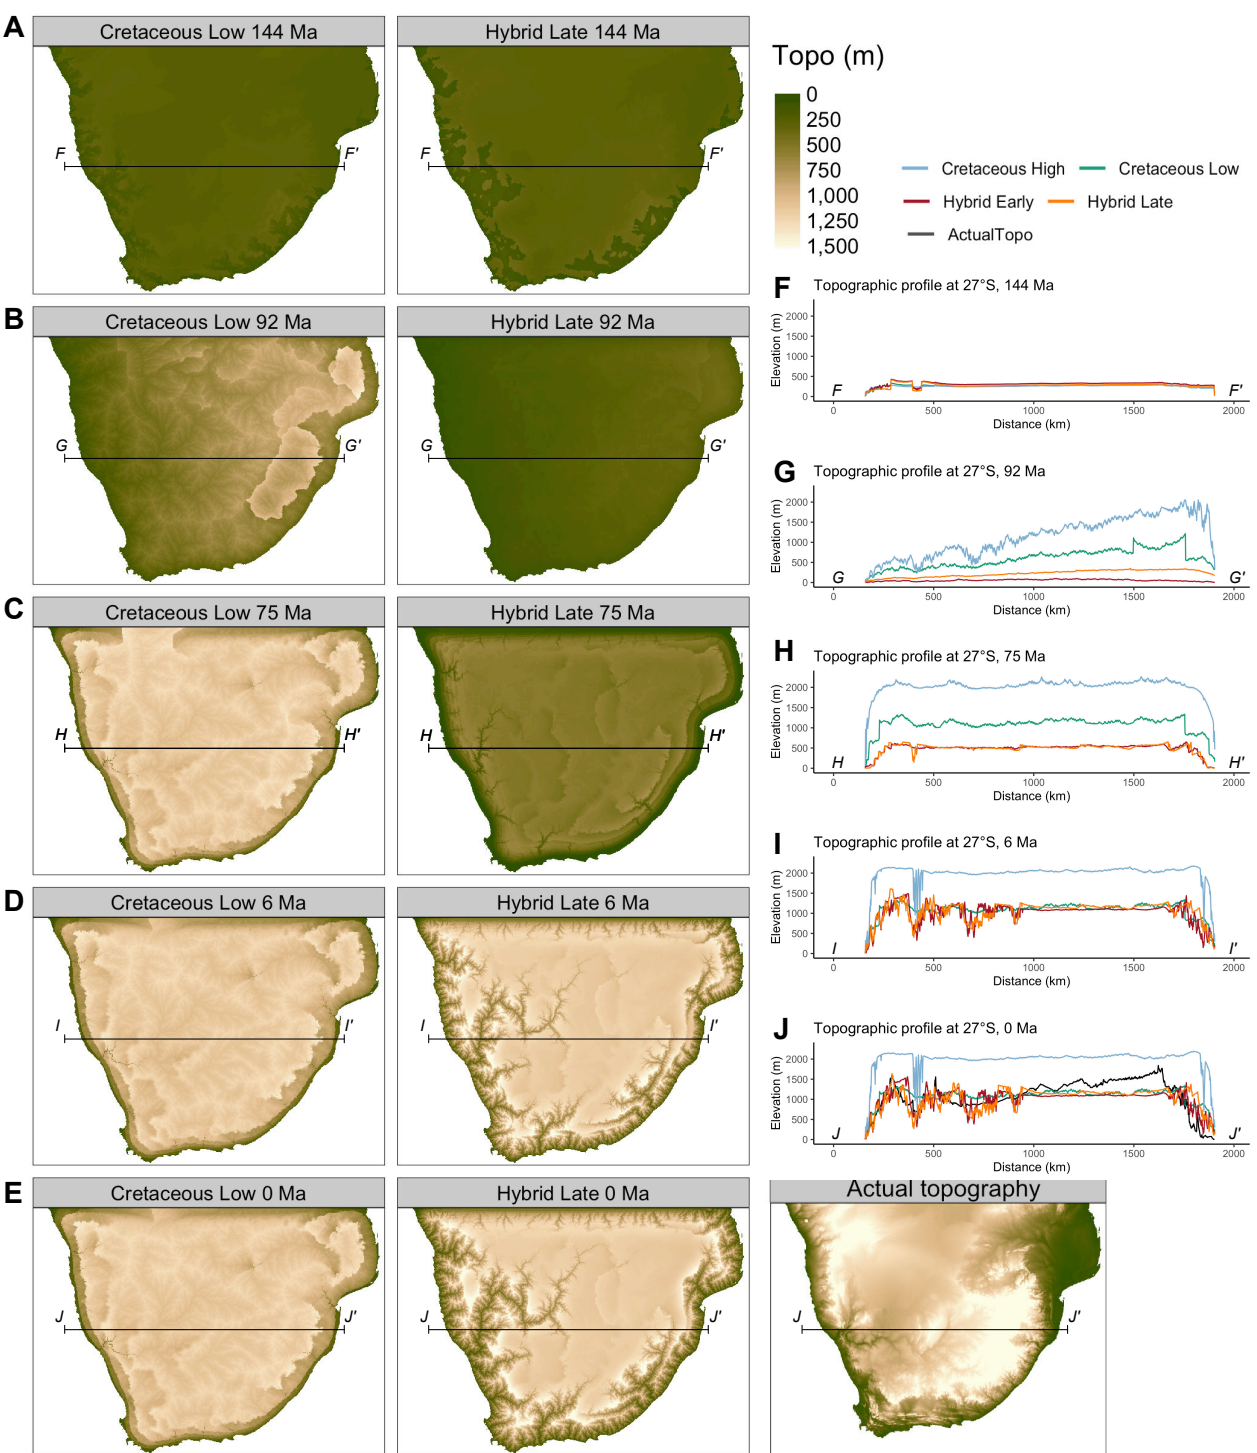 A
Cretaceous Low 144 Ma
Hybrid Late 144 Ma
F
F'
F
F'
Topo (m)
0
250
500
750
1,000
1,250
1,500
Cretaceous High
Cretaceous Low
Hybrid Early
Hybrid Late
ActualTopo
B
Cretaceous Low 92 Ma
Hybrid Late 92 Ma
G
G'
G
G'
C
Cretaceous Low 75 Ma
Hybrid Late 75 Ma
H
H'
H
H'
D
Cretaceous Low 6 Ma
Hybrid Late 6 Ma
I
I'
I
I'
E
Cretaceous Low 0 Ma
Hybrid Late 0 Ma
J
J'
J
J'
F
Topographic profile at 27°S, 144 Ma
Elevation (m)
2000
1500
1000
500
0
F
F'
0
500
1000
1500
2000
Distance (km)
G
Topographic profile at 27°S, 92 Ma
Elevation (m)
2000
1500
1000
500
0
G
G'
0
500
1000
1500
2000
Distance (km)
H
Topographic profile at 27°S, 75 Ma
Elevation (m)
2000
1500
1000
500
0
H
H'
0
500
1000
1500
2000
Distance (km)
I
Topographic profile at 27°S, 6 Ma
Elevation (m)
2000
1500
1000
500
0
I
I'
0
500
1000
1500
2000
Distance (km)
J
Topographic profile at 27°S, 0 Ma
Elevation (m)
2000
1500
1000
500
0
J
J'
0
500
1000
1500
2000
Distance (km)
Actual topography
J
J'